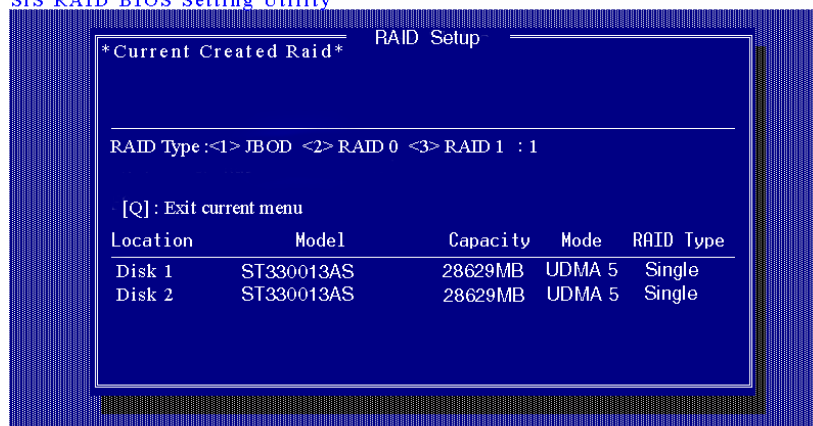 SiS RAID BIOS Setting Utility
RAID Setup
*Current Created Raid*
RAID Type :<1> JBOD <2> RAID 0 <3> RAID 1 : 1
[Q] : Exit current menu
Location Model Capacity Mode RAID Type
Disk 1 ST330013AS 28629MB UDMA 5 Single
Disk 2 ST330013AS 28629MB UDMA 5 Single